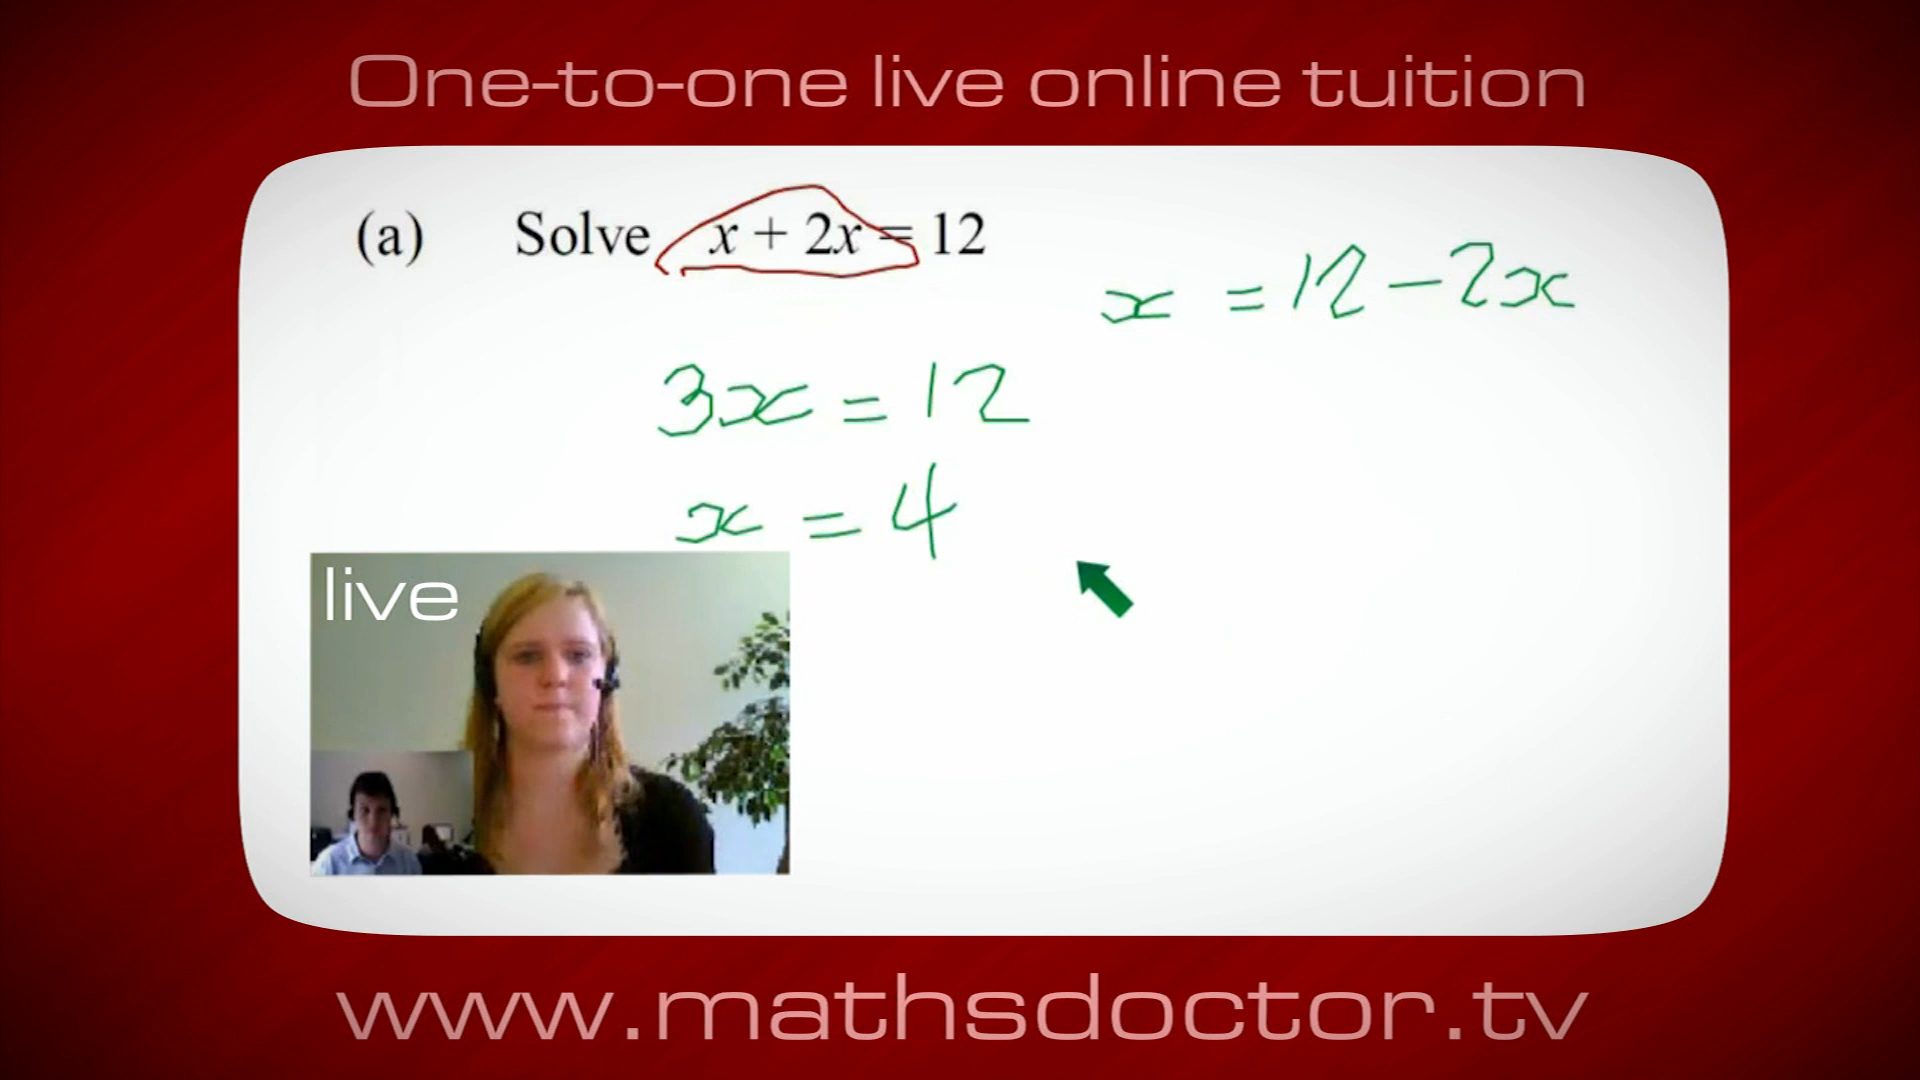 One-to-one live online tuition
(a) Solve x + 2x = 12
x = 12 - 2x
3x = 12
x = 4
live
www.mathsdoctor.tv